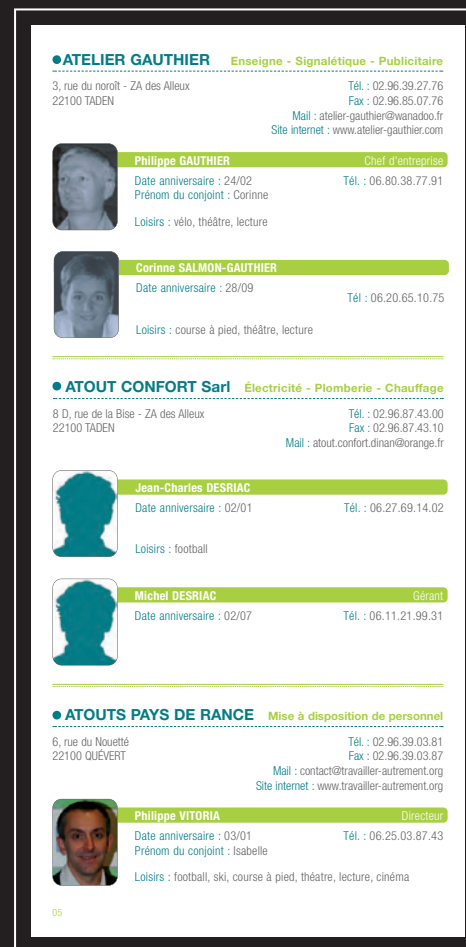 ●ATELIER GAUTHIER Enseigne - Signalétique - Publicitaire
3, rue du noroît - ZA des Alleux Tél. : 02.96.39.27.76
22100 TADEN Fax : 02.96.85.07.76
Mail : atelier-gauthier@wanadoo.fr
Site internet : www.atelier-gauthier.com
Philippe GAUTHIER Chef d'entreprise
Date anniversaire : 24/02 Tél. : 06.80.38.77.91
Prénom du conjoint : Corinne
Loisirs : vélo, théâtre, lecture
Corinne SALMON-GAUTHIER
Date anniversaire : 28/09
Tél : 06.20.65.10.75
Loisirs : course à pied, théâtre, lecture
● ATOUT CONFORT Sarl Électricité - Plomberie - Chauffage
8 D, rue de la Bise - ZA des Alleux Tél. : 02.96.87.43.00
22100 TADEN Fax : 02.96.87.43.10
Mail : atout.confort.dinan@orange.fr
Jean-Charles DESRIAC
Date anniversaire : 02/01 Tél. : 06.27.69.14.02
Loisirs : football
Michel DESRIAC Gérant
Date anniversaire : 02/07 Tél. : 06.11.21.99.31
● ATOUTS PAYS DE RANCE Mise à disposition de personnel
6, rue du Nouetté Tél. : 02.96.39.03.81
22100 QUÉVERT Fax : 02.96.39.03.87
Mail : contact@travailler-autrement.org
Site internet : www.travailler-autrement.org
Philippe VITORIA Directeur
Date anniversaire : 03/01 Tél. : 06.25.03.87.43
Prénom du conjoint : Isabelle
Loisirs : football, ski, course à pied, théatre, lecture, cinéma
05